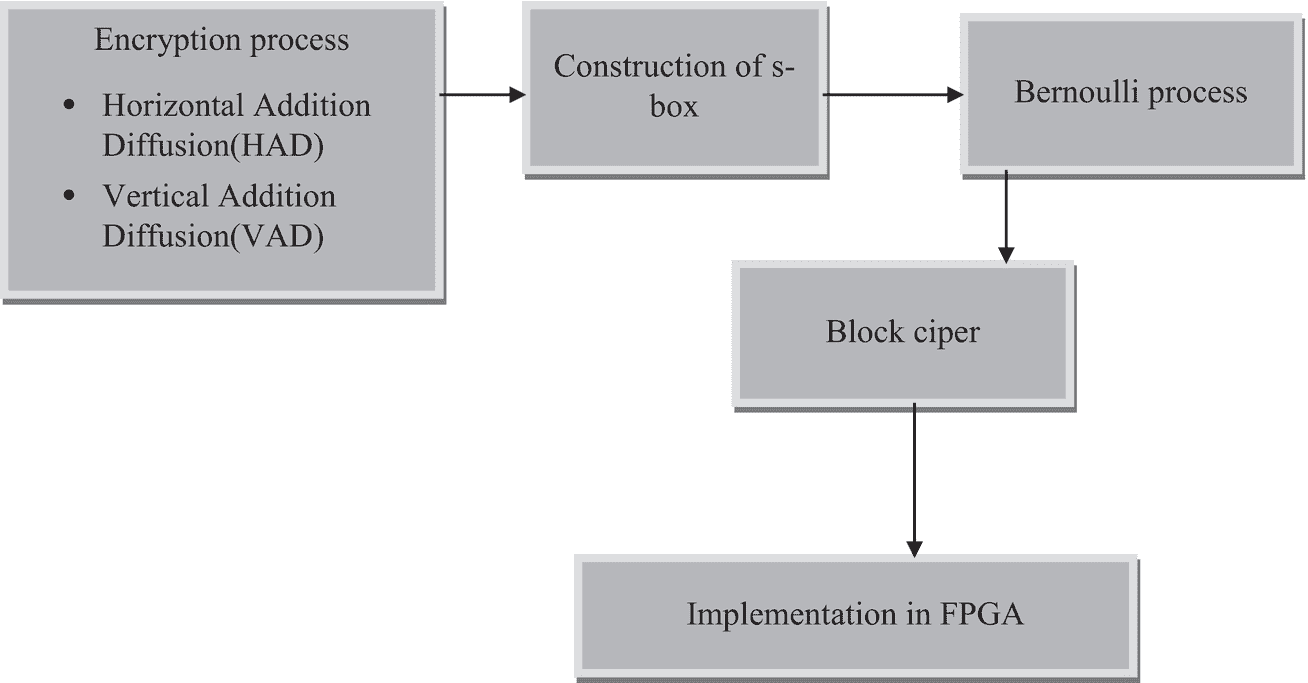 Encryption process
• Horizontal Addition
Diffusion(HAD)
• Vertical Addition
Diffusion(VAD)
Construction of s-
box
Bernoulli process
Block ciper
Implementation in FPGA